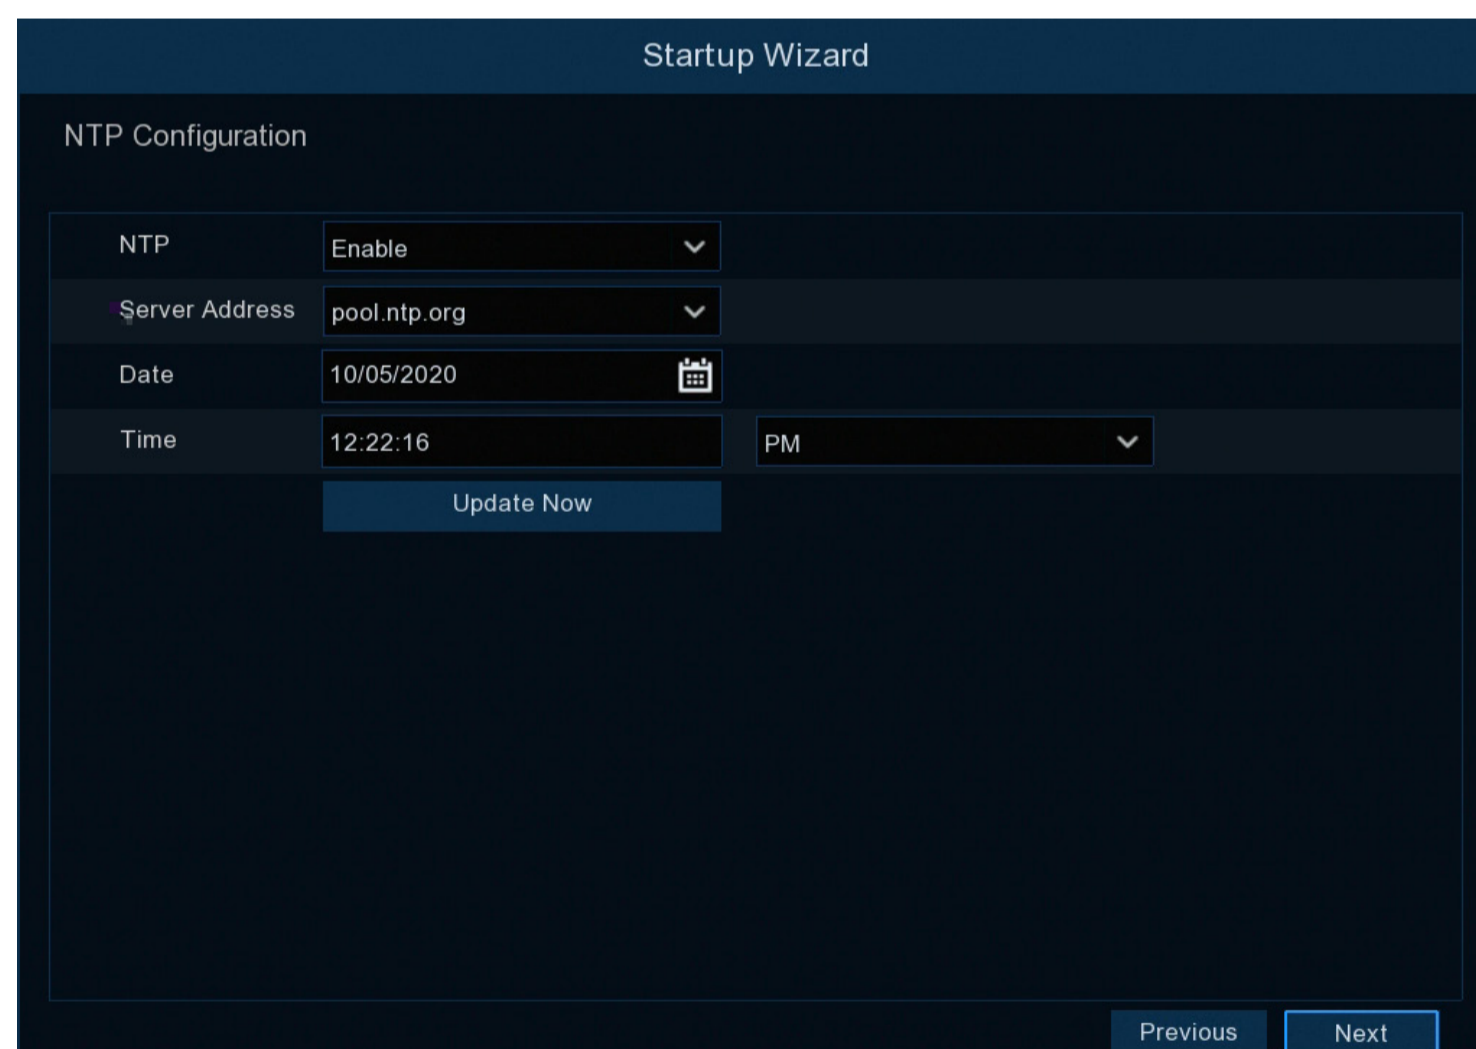 Startup Wizard
NTP Configuration
NTP Enable
Server Address pool.ntp.org
Date 10/05/2020
Time 12:22:16 PM
Update Now
Previous Next